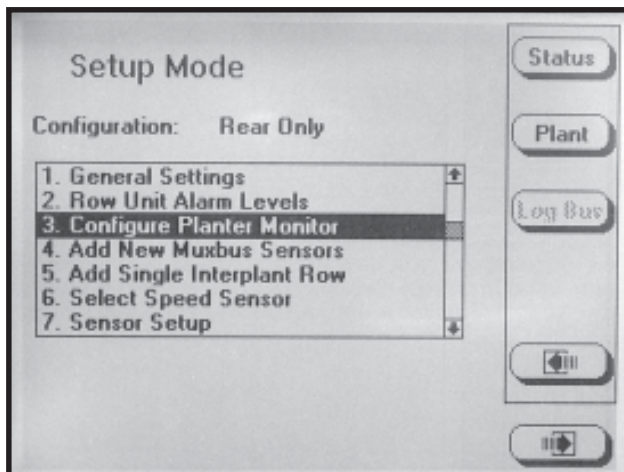 Setup Mode
Configuration: Rear Only
1. General Settings
2. Row Unit Alarm Levels
3. Configure Planter Monitor
4. Add New Muxbus Sensors
5. Add Single Interplant Row
6. Select Speed Sensor
7. Sensor Setup
Status
Plant
Log Bus